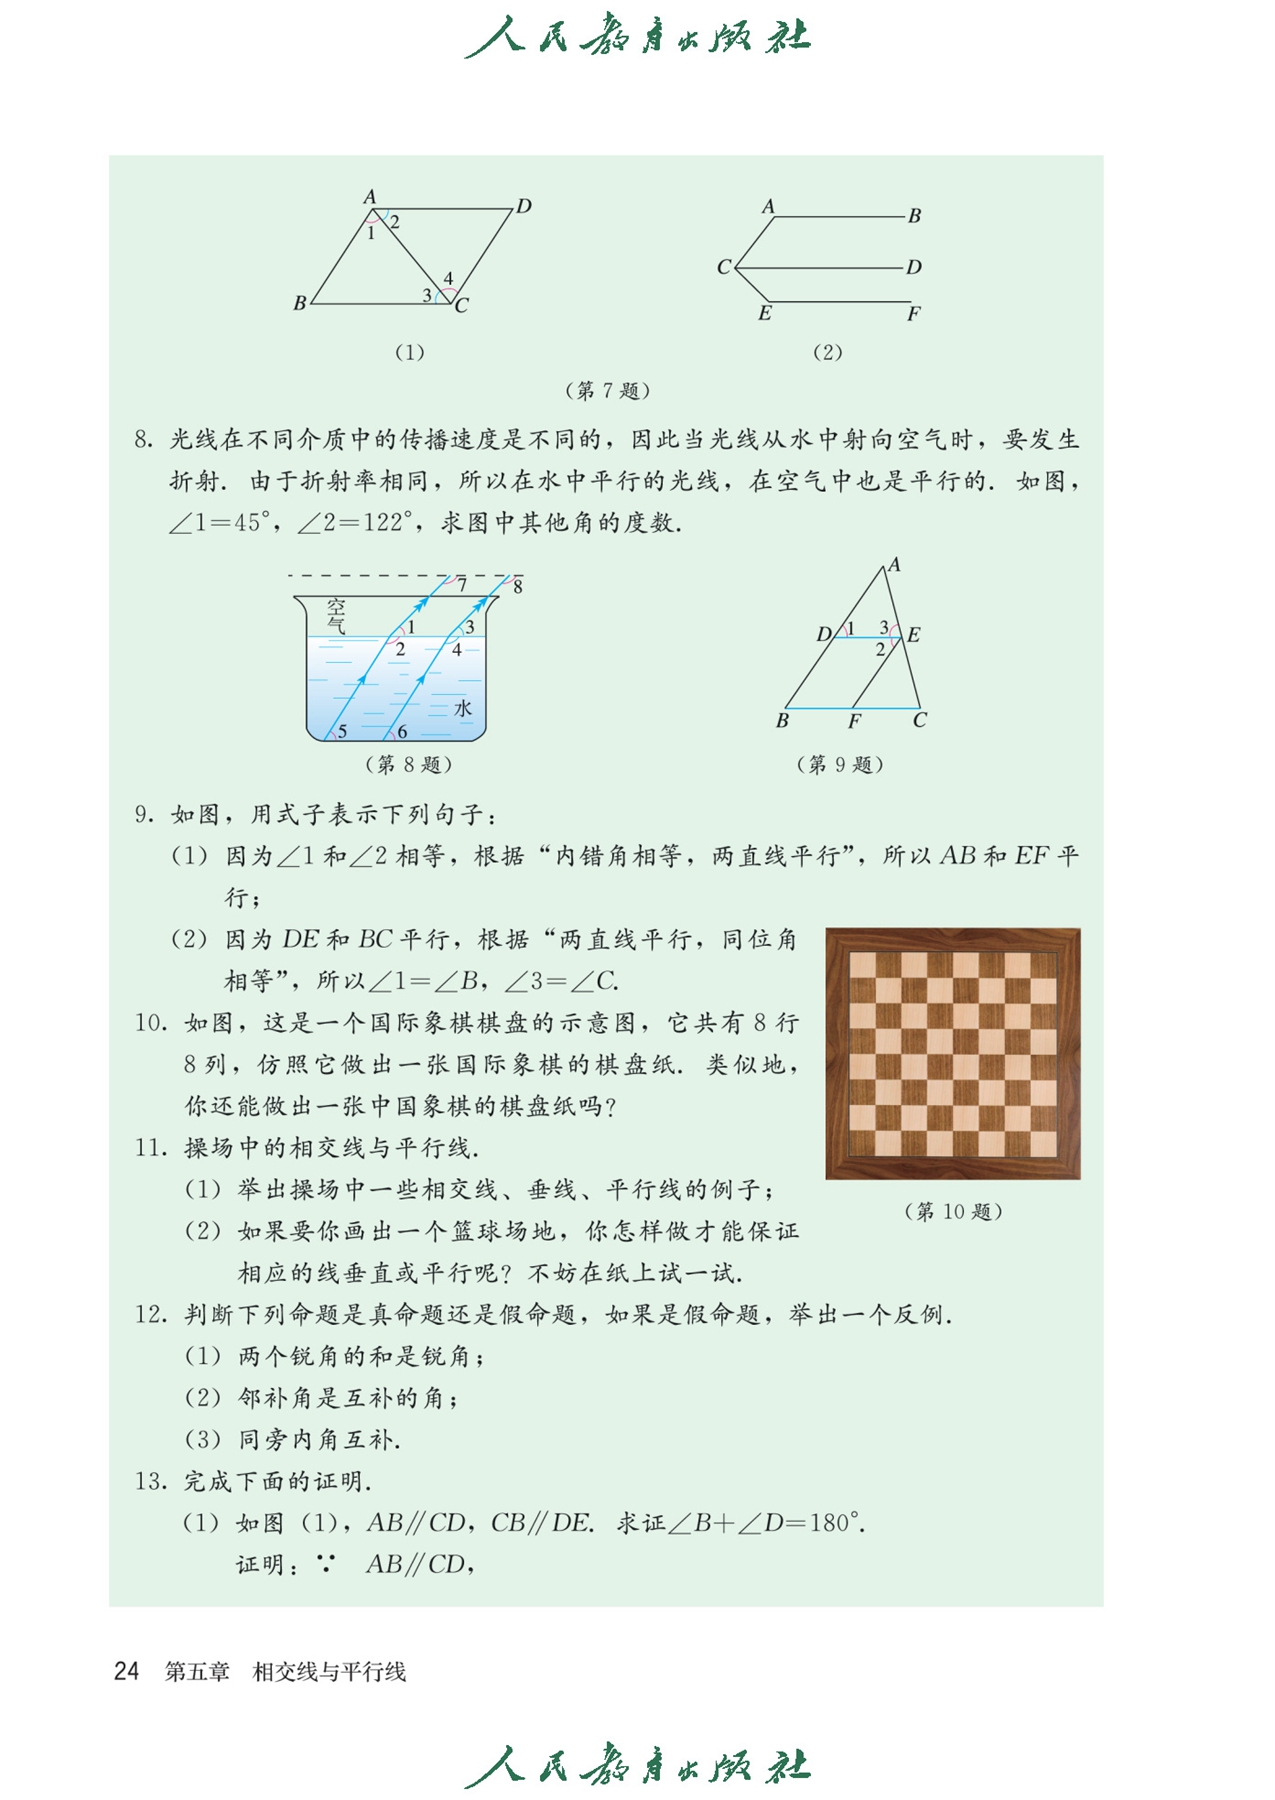 人民教育出版社
A
D
2
1
4
B
3
C
A
B
C
D
E
F
(1)
(2)
(第 7 题)
8. 光线在不同介质中的传播速度是不同的，因此当光线从水中射向空气时，要发生
折射．由于折射率相同，所以在水中平行的光线，在空气中也是平行的．如图，
∠1=45°，∠2=122°，求图中其他角的度数．
7
8
空
气
1
3
2
4
水
5
6
(第 8 题)
A
D
1
3
E
2
B
F
C
(第 9 题)
9. 如图，用式子表示下列句子：
(1) 因为∠1 和∠2 相等，根据“内错角相等，两直线平行”，所以 AB 和 EF 平
行；
(2) 因为 DE 和 BC 平行，根据“两直线平行，同位角
相等”，所以∠1=∠B，∠3=∠C.
10. 如图，这是一个国际象棋棋盘的示意图，它共有 8 行
8 列，仿照它做出一张国际象棋的棋盘纸．类似地，
你还能做出一张中国象棋的棋盘纸吗？
11. 操场中的相交线与平行线．
(1) 举出操场中一些相交线、垂线、平行线的例子；
(第 10 题)
(2) 如果要你画出一个篮球场地，你怎样做才能保证
相应的线垂直或平行呢？不妨在纸上试一试．
12. 判断下列命题是真命题还是假命题，如果是假命题，举出一个反例．
(1) 两个锐角的和是锐角；
(2) 邻补角是互补的角；
(3) 同旁内角互补．
13. 完成下面的证明．
(1) 如图（1），AB∥CD，CB∥DE．求证∠B+∠D=180°．
证明：∵ AB∥CD，
24 第五章 相交线与平行线
人民教育出版社